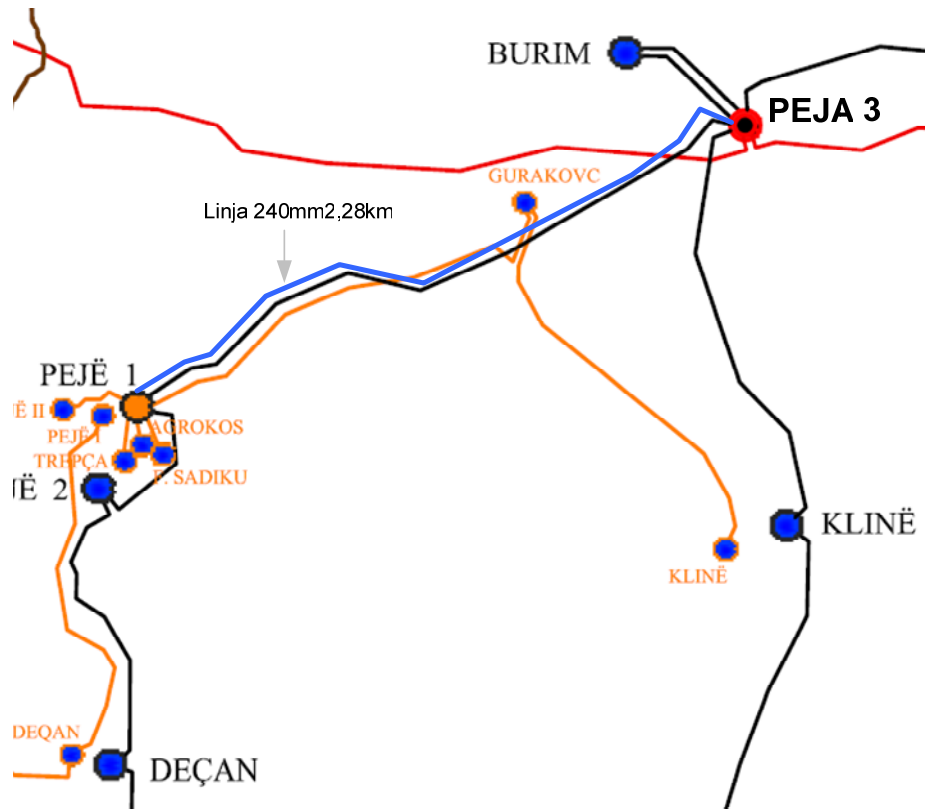 BURIM
PEJA 3
GURAKOVC
Linja 240mm2,28km
PEJË 1
Ë II
PEJË I
AGROKOS
TREPÇA
F. SADIKU
JË 2
KLINË
KLINË
DEQAN
DEÇAN